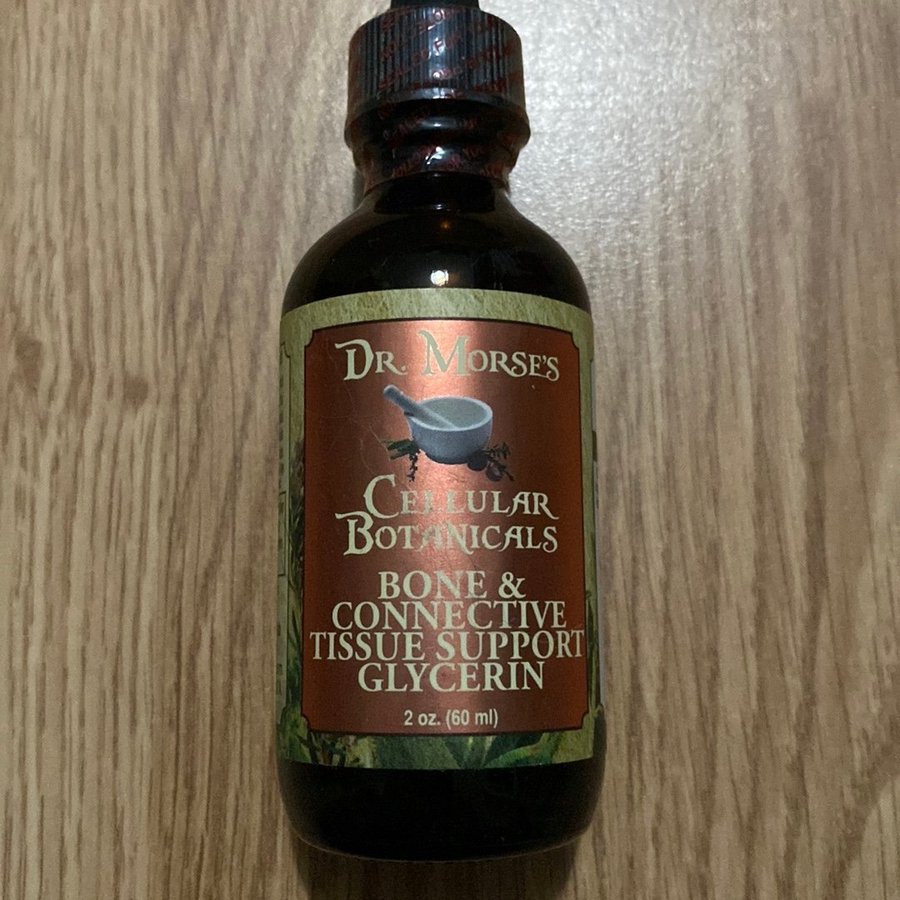 DR. MORSE'S
CELLULAR
BOTANICALS
BONE &
CONNECTIVE
TISSUE SUPPORT
GLYCERIN
2 oz. (60 ml)